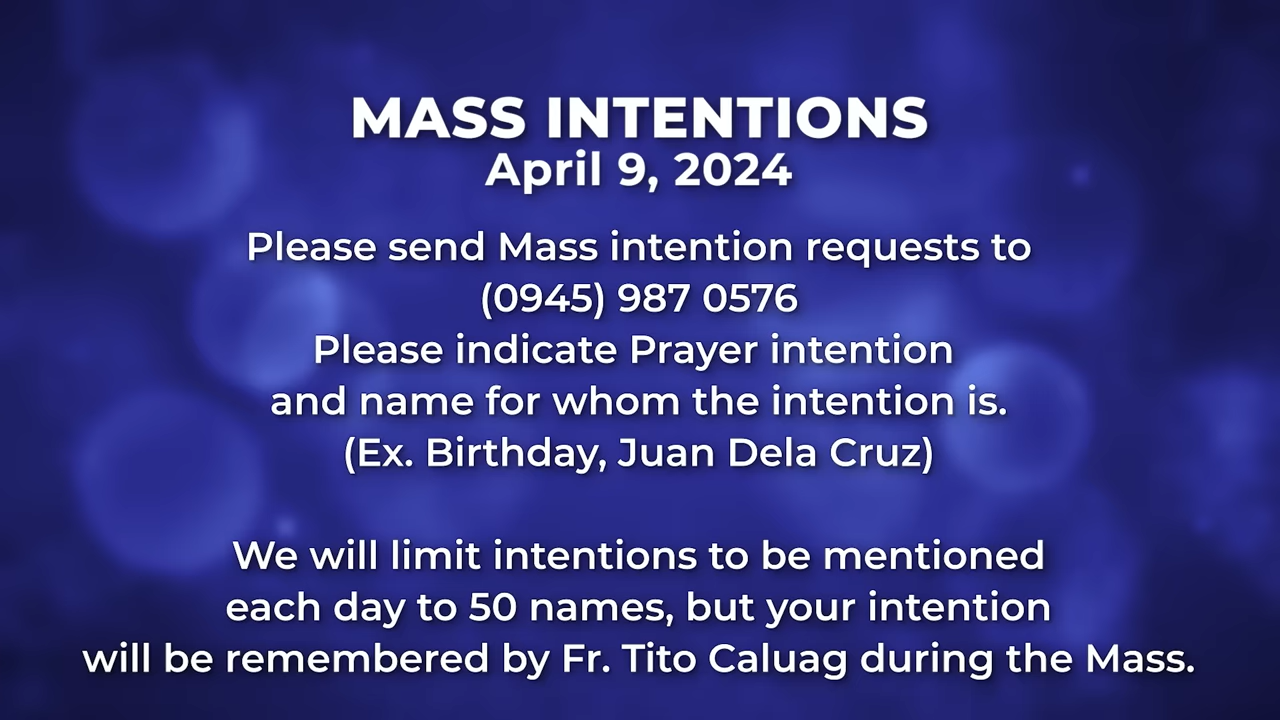 MASS INTENTIONS
April 9, 2024
Please send Mass intention requests to
(0945) 987 0576
Please indicate Prayer intention
and name for whom the intention is.
(Ex. Birthday, Juan Dela Cruz)
We will limit intentions to be mentioned
each day to 50 names, but your intention
will be remembered by Fr. Tito Caluag during the Mass.